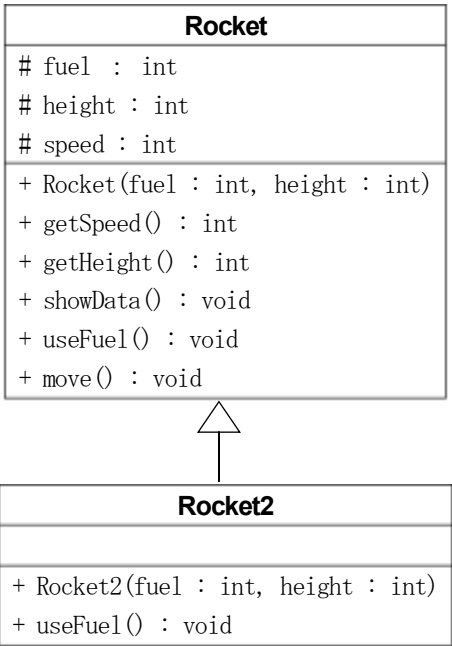 Rocket
# fuel : int
# height : int
# speed : int
+ Rocket(fuel : int, height : int)
+ getSpeed() : int
+ getHeight() : int
+ showData() : void
+ useFuel() : void
+ move() : void
Rocket2
+ Rocket2(fuel : int, height : int)
+ useFuel() : void